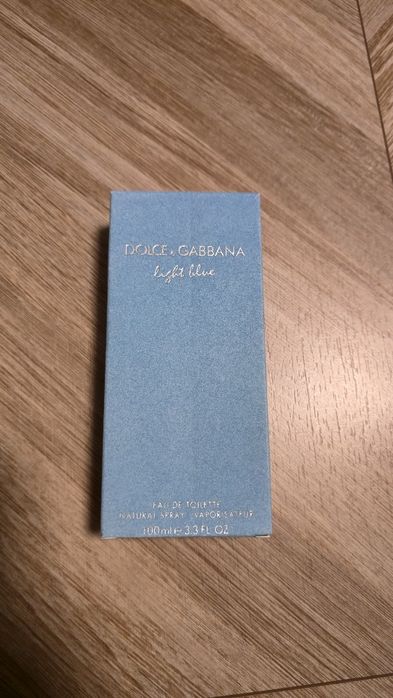 DOLCE & GABBANA
light blue
EAU DE TOILETTE
NATURAL SPRAY VAPORISATEUR
100 ml e 3.3 FL. OZ